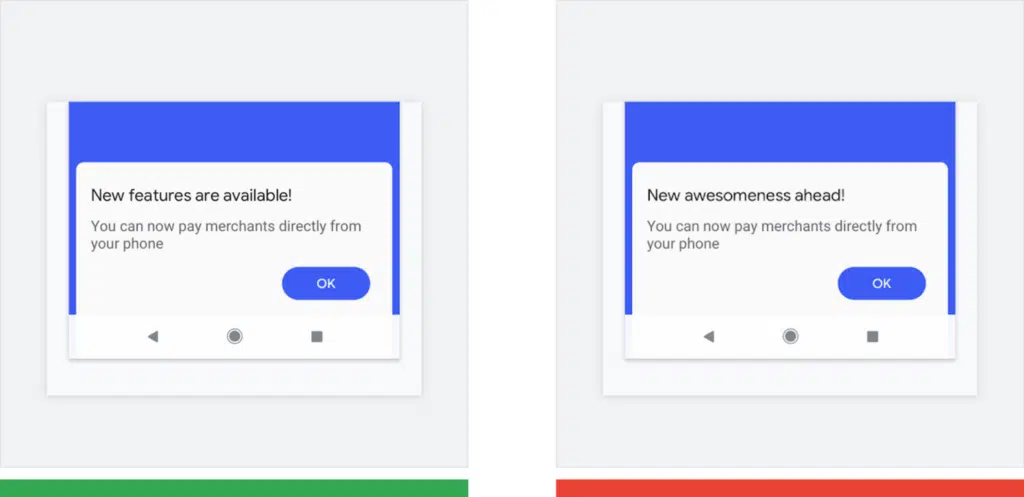 New features are available!
You can now pay merchants directly from
your phone
OK
New awesomeness ahead!
You can now pay merchants directly from
your phone
OK